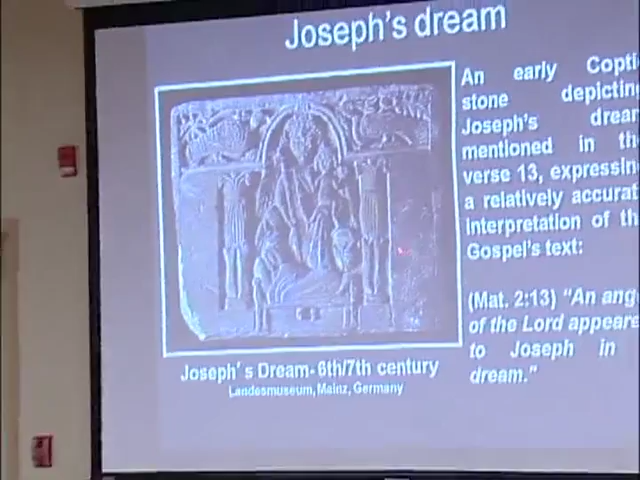 Joseph's dream
An early Copti
stone depicting
Joseph's drea
mentioned in th
verse 13, expressin
a relatively accurat
interpretation of th
Gospel's text:
(Mat. 2:13) "An ang
of the Lord appeare
to Joseph in
dream."
Joseph's Dream- 6th/7th century
Landesmuseum, Mainz, Germany